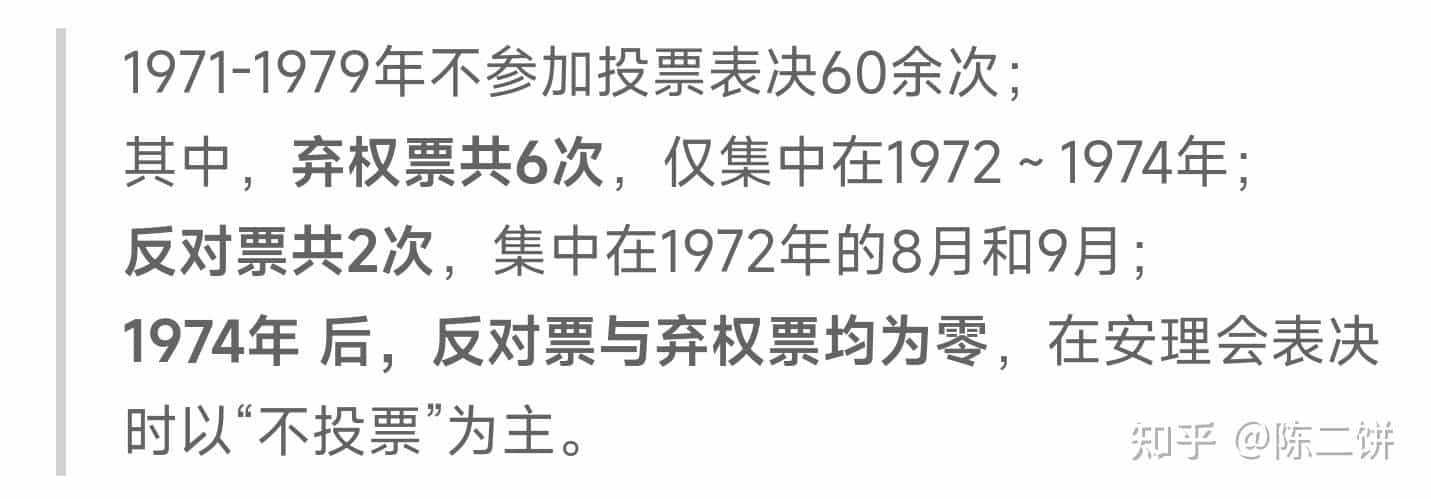 1971-1979年不参加投票表决60余次；
其中，弃权票共6次，仅集中在1972 ~ 1974年；
反对票共2次，集中在1972年的8月和9月；
1974年 后，反对票与弃权票均为零，在安理会表决
时以“不投票”为主。
知乎 @陈二饼